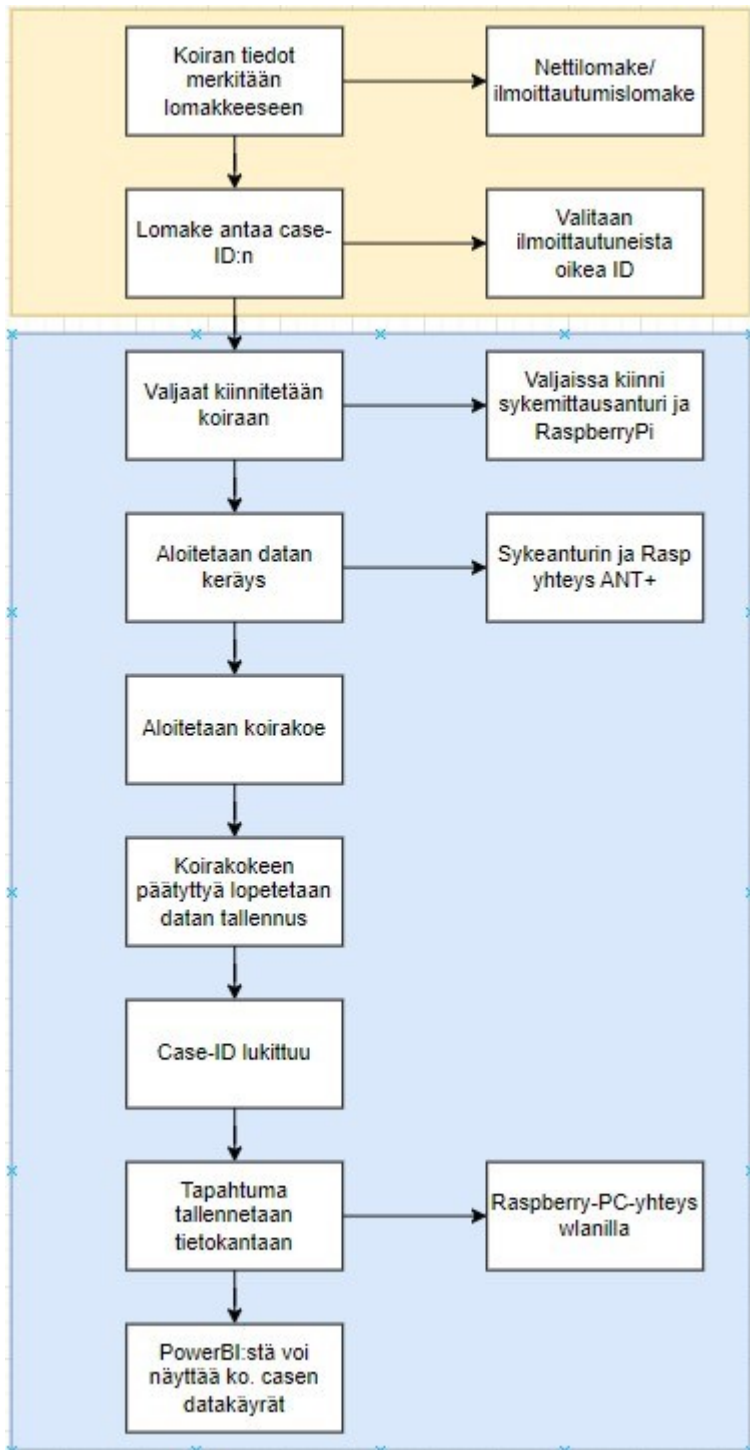 Koiran tiedot
merkitään
lomakkeeseen
Nettilomake/
ilmoittautumislomake
Lomake antaa case-
ID:n
Valitaan
ilmoittautuneista
oikea ID
Valjaat kiinnitetään
koiraan
Valjaissa kiinni
sykemittausanturi ja
RaspberryPi
Aloitetaan datan
keräys
Sykeanturin ja Rasp
yhteys ANT+
Aloitetaan koirakoe
Koirakokeen
päätyttyä lopetetaan
datan tallennus
Case-ID lukittuu
Tapahtuma
tallennetaan
tietokantaan
Raspberry-PC-yhteys
wlanilla
PowerBI:stä voi
näyttää ko. casen
datakäyrät